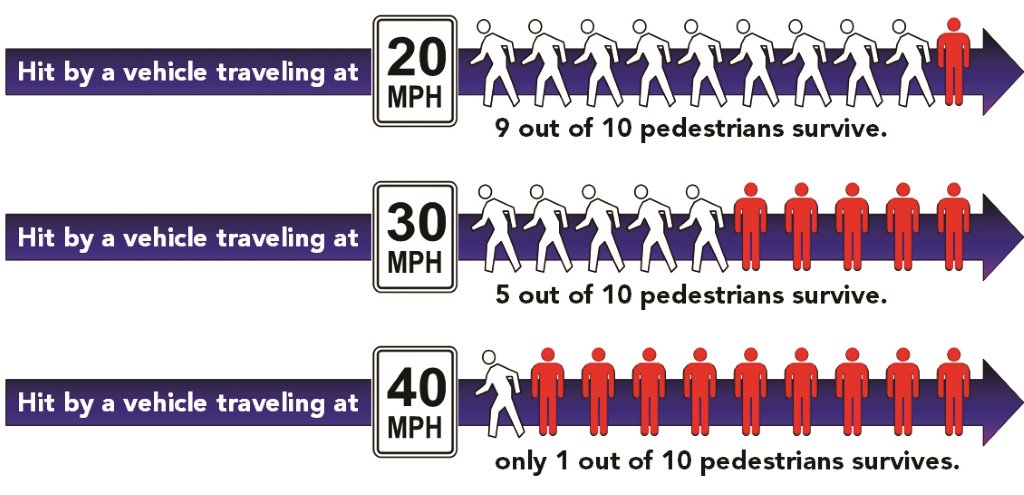 Hit by a vehicle traveling at
20
MPH
9 out of 10 pedestrians survive.
Hit by a vehicle traveling at
30
MPH
5 out of 10 pedestrians survive.
Hit by a vehicle traveling at
40
MPH
only 1 out of 10 pedestrians survives.